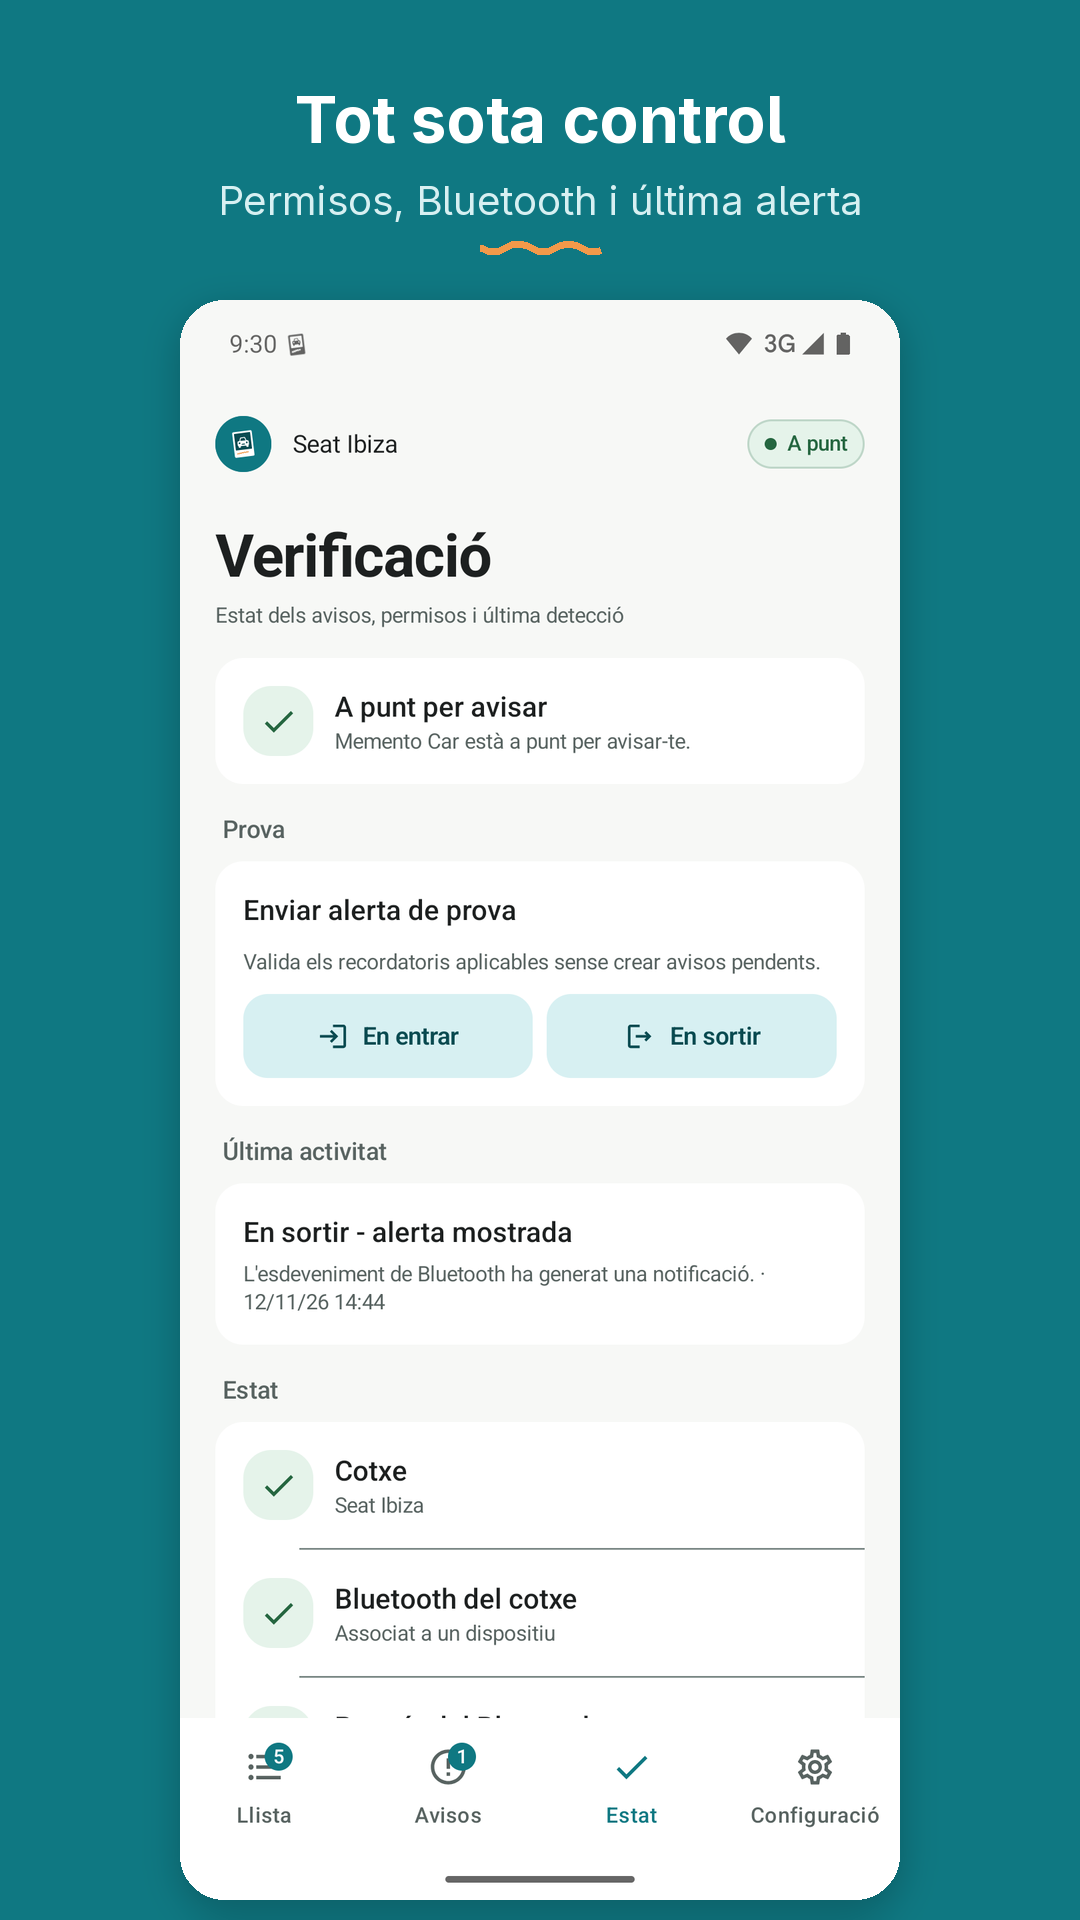 Tot sota control
Permisos, Bluetooth i última alerta
9:30
3G
Seat Ibiza
A punt
Verificació
Estat dels avisos, permisos i última detecció
A punt per avisar
Memento Car està a punt per avisar-te.
Prova
Enviar alerta de prova
Valida els recordatoris aplicables sense crear avisos pendents.
En entrar
En sortir
Última activitat
En sortir - alerta mostrada
L'esdeveniment de Bluetooth ha generat una notificació. ·
12/11/26 14:44
Estat
Cotxe
Seat Ibiza
Bluetooth del cotxe
Associat a un dispositiu
5
1
Llista
Avisos
Estat
Configuració